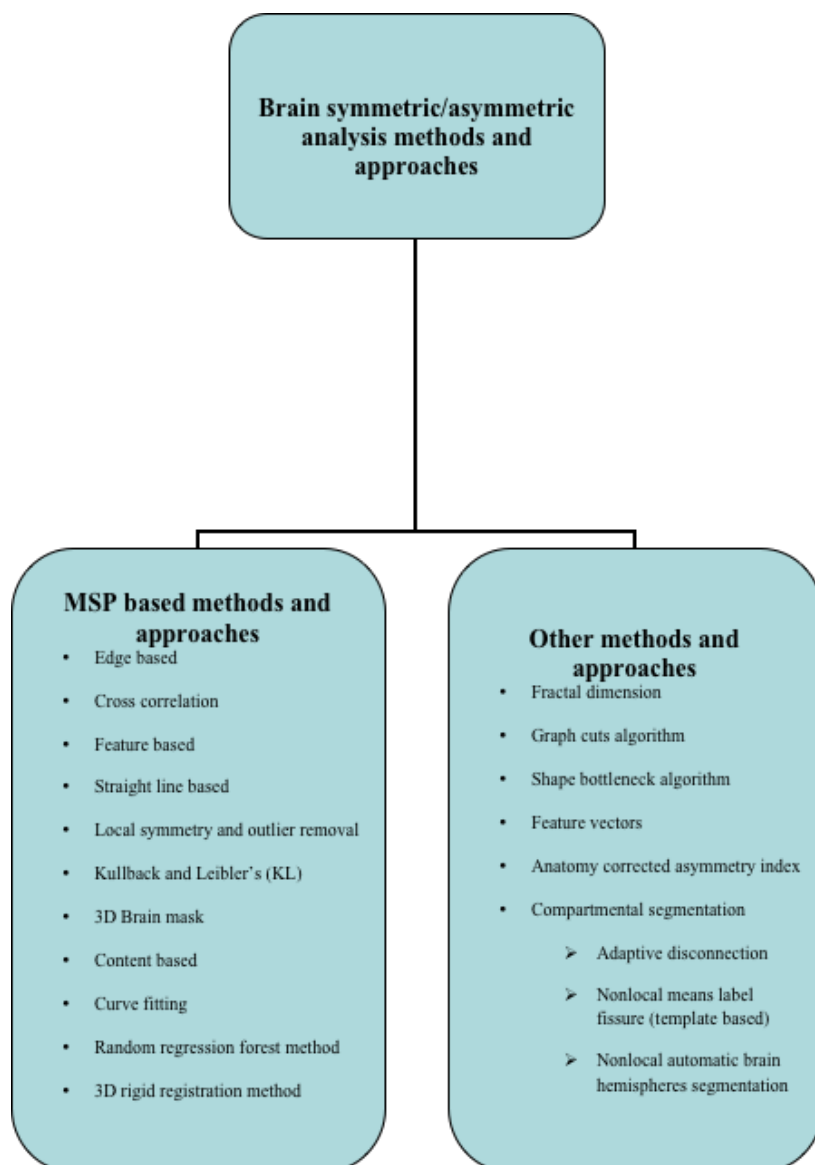 Brain symmetric/asymmetric
analysis methods and
approaches
MSP based methods and
approaches
• Edge based
• Cross correlation
• Feature based
• Straight line based
• Local symmetry and outlier removal
• Kullback and Leibler's (KL)
• 3D Brain mask
• Content based
• Curve fitting
• Random regression forest method
• 3D rigid registration method
Other methods and
approaches
• Fractal dimension
• Graph cuts algorithm
• Shape bottleneck algorithm
• Feature vectors
• Anatomy corrected asymmetry index
• Compartmental segmentation
➢ Adaptive disconnection
➢ Nonlocal means label
fissure (template based)
➢ Nonlocal automatic brain
hemispheres segmentation